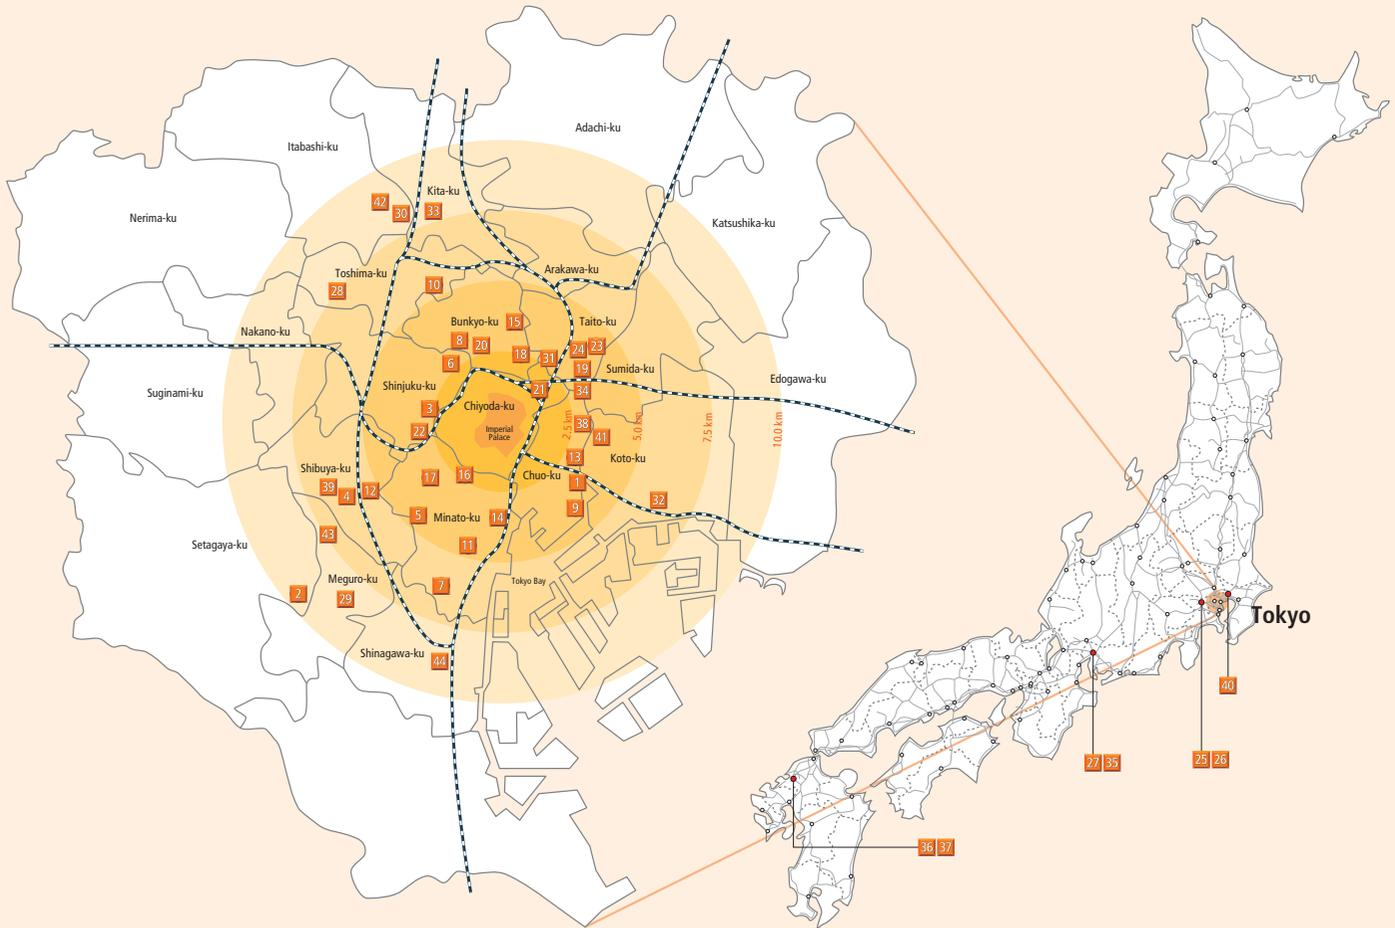 Adachi-ku
Itabashi-ku
Kita-ku
42
30
33
Nerima-ku
Katsushika-ku
Toshima-ku
Arakawa-ku
28
10
Nakano-ku
Bunkyo-ku
15
Taito-ku
8
20
18
31
24
23
6
19
Sumida-ku
Edogawa-ku
Suginami-ku
Shinjuku-ku
21
34
3
Chiyoda-ku
22
Imperial
Palace
2.5 km
5.0 km
7.5 km
10.0 km
38
41
13
Koto-ku
Shibuya-ku
39
4
12
17
16
Chuo-ku
1
32
5
Minato-ku
14
9
43
11
Setagaya-ku
Meguro-ku
2
29
7
Tokyo Bay
Shinagawa-ku
44
Tokyo
40
27 35
25 26
36 37